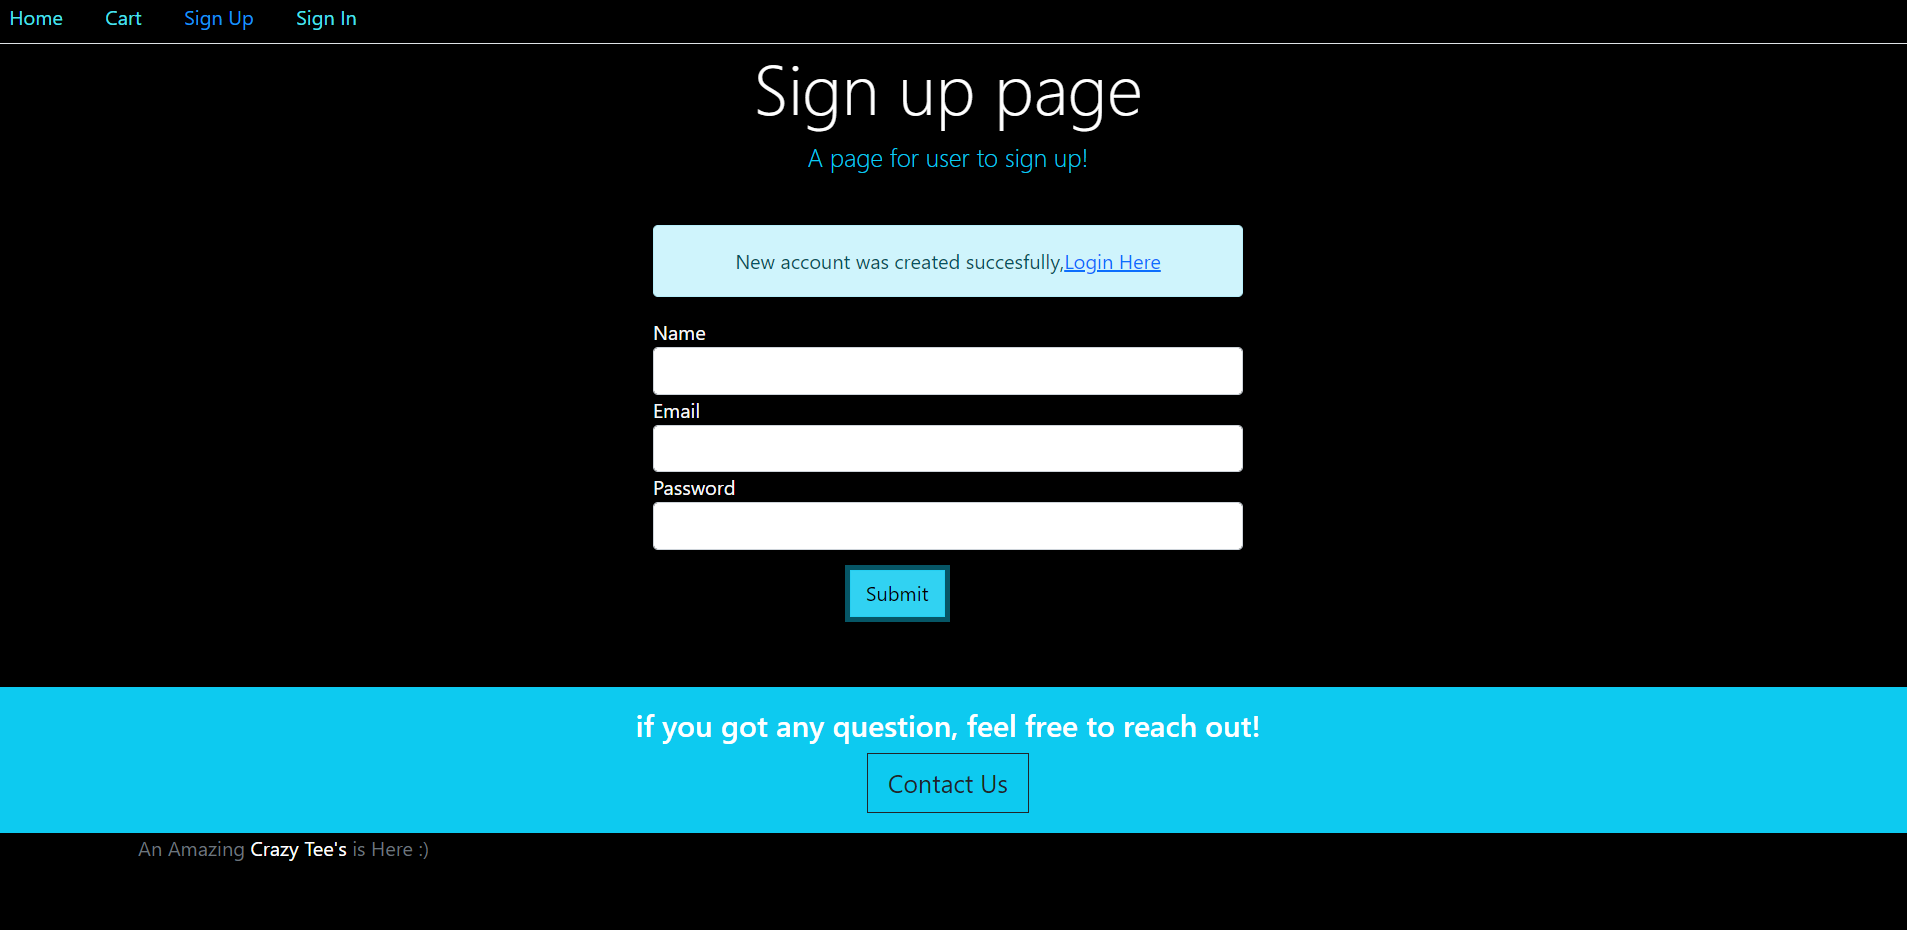 Home Cart Sign Up Sign In
Sign up page
A page for user to sign up!
New account was created succesfully,Login Here
Name
Email
Password
Submit
if you got any question, feel free to reach out!
Contact Us
An Amazing Crazy Tee's is Here :)